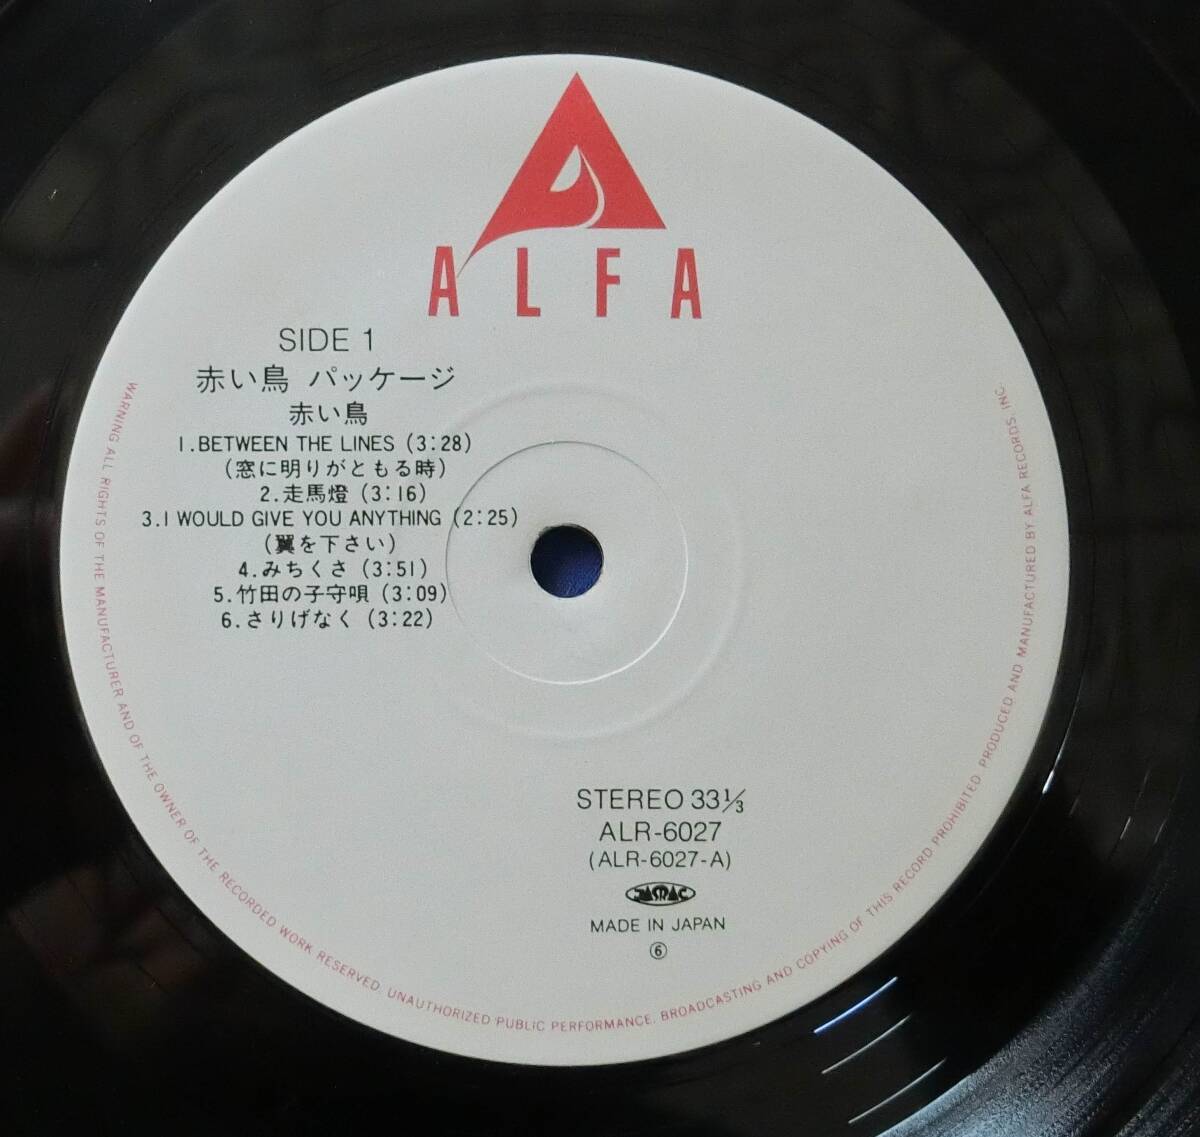 ALFA
SIDE 1
赤い鳥 パッケージ
赤い鳥
1.BETWEEN THE LINES (3:28)
(窓に明りがともる時)
2.走馬燈 (3:16)
3.I WOULD GIVE YOU ANYTHING (2:25)
(翼を下さい)
4.みちくさ (3:51)
5.竹田の子守唄 (3:09)
6.さりげなく (3:22)
STEREO 33⅓
ALR-6027
(ALR-6027-A)
JASRAC
MADE IN JAPAN
⑥
WARNING ALL RIGHTS OF THE MANUFACTURER AND OF THE OWNER OF THE RECORDED WORK RESERVED. UNAUTHORIZED PUBLIC PERFORMANCE. BROADCASTING AND COPYING OF THIS RECORD PROHIBITED. PRODUCED AND MANUFACTURED BY ALFA RECORDS, INC.